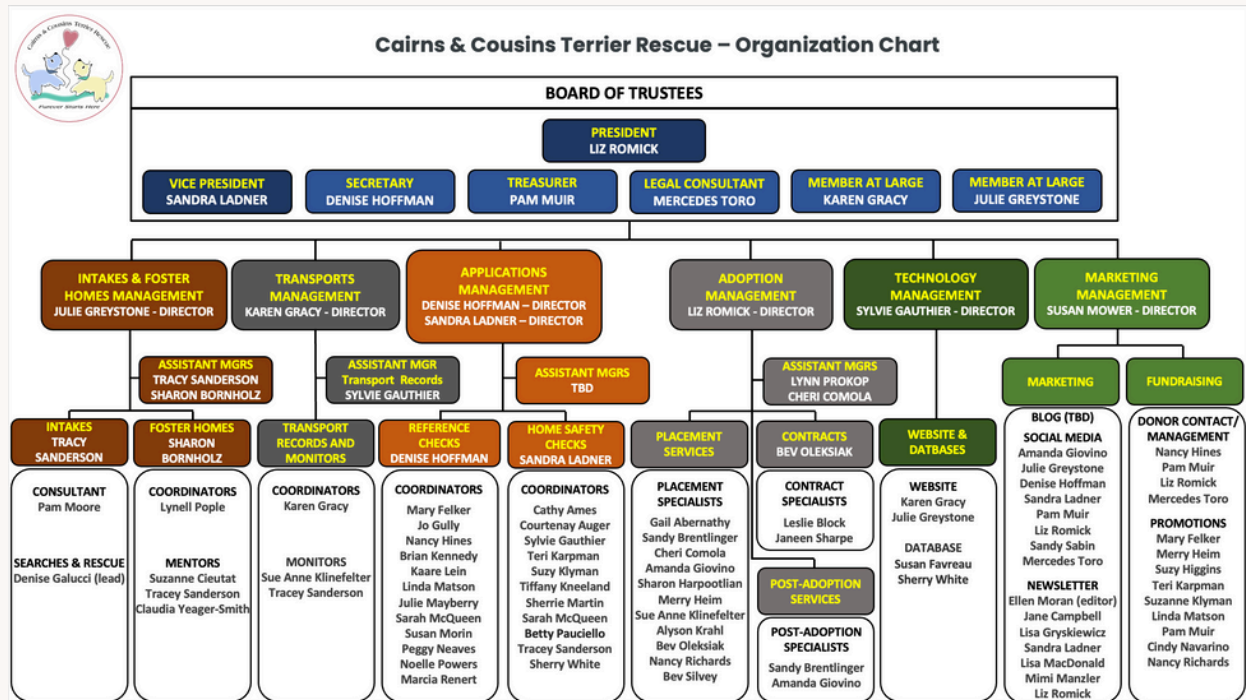 Cairns & Cousins Terrier Rescue
Furever Starts Here
Cairns & Cousins Terrier Rescue – Organization Chart
BOARD OF TRUSTEES
PRESIDENT
LIZ ROMICK
VICE PRESIDENT
SANDRA LADNER
SECRETARY
DENISE HOFFMAN
TREASURER
PAM MUIR
LEGAL CONSULTANT
MERCEDES TORO
MEMBER AT LARGE
KAREN GRACY
MEMBER AT LARGE
JULIE GREYSTONE
INTAKES & FOSTER
HOMES MANAGEMENT
JULIE GREYSTONE - DIRECTOR
TRANSPORTS
MANAGEMENT
KAREN GRACY - DIRECTOR
APPLICATIONS
MANAGEMENT
DENISE HOFFMAN – DIRECTOR
SANDRA LADNER – DIRECTOR
ADOPTION
MANAGEMENT
LIZ ROMICK - DIRECTOR
TECHNOLOGY
MANAGEMENT
SYLVIE GAUTHIER - DIRECTOR
MARKETING
MANAGEMENT
SUSAN MOWER - DIRECTOR
ASSISTANT MGRS
TRACY SANDERSON
SHARON BORNHOLZ
ASSISTANT MGR
Transport Records
SYLVIE GAUTHIER
ASSISTANT MGRS
TBD
ASSISTANT MGRS
LYNN PROKOP
CHERI COMOLA
MARKETING
FUNDRAISING
INTAKES
TRACY
SANDERSON
FOSTER HOMES
SHARON
BORNHOLZ
TRANSPORT
RECORDS AND
MONITORS
REFERENCE
CHECKS
DENISE HOFFMAN
HOME SAFETY
CHECKS
SANDRA LADNER
PLACEMENT
SERVICES
CONTRACTS
BEV OLEKSIAK
WEBSITE &
DATBASES
CONSULTANT
Pam Moore
SEARCHES & RESCUE
Denise Galucci (lead)
COORDINATORS
Lynell Pople
MENTORS
Suzanne Cieutat
Tracey Sanderson
Claudia Yeager-Smith
COORDINATORS
Karen Gracy
MONITORS
Sue Anne Klinefelter
Tracey Sanderson
COORDINATORS
Mary Felker
Jo Gully
Nancy Hines
Brian Kennedy
Kaare Lein
Linda Matson
Julie Mayberry
Sarah McQueen
Susan Morin
Peggy Neaves
Noelle Powers
Marcia Renert
COORDINATORS
Cathy Ames
Courtenay Auger
Sylvie Gauthier
Teri Karpman
Suzy Klyman
Tiffany Kneeland
Sherrie Martin
Sarah McQueen
Betty Pauciello
Tracey Sanderson
Sherry White
PLACEMENT
SPECIALISTS
Gail Abernathy
Sandy Brentlinger
Cheri Comola
Amanda Giovino
Sharon Harpootlian
Merry Heim
Sue Anne Klinefelter
Alyson Krahl
Bev Oleksiak
Nancy Richards
Bev Silvey
CONTRACT
SPECIALISTS
Leslie Block
Janeen Sharpe
POST-ADOPTION
SERVICES
POST-ADOPTION
SPECIALISTS
Sandy Brentlinger
Amanda Giovino
WEBSITE
Karen Gracy
Julie Greystone
DATABASE
Susan Favreau
Sherry White
BLOG (TBD)
SOCIAL MEDIA
Amanda Giovino
Julie Greystone
Denise Hoffman
Sandra Ladner
Pam Muir
Liz Romick
Sandy Sabin
Mercedes Toro
NEWSLETTER
Ellen Moran (editor)
Jane Campbell
Lisa Gryskiewicz
Sandra Ladner
Lisa MacDonald
Mimi Manzler
Liz Romick
DONOR CONTACT/
MANAGEMENT
Nancy Hines
Pam Muir
Liz Romick
Mercedes Toro
PROMOTIONS
Mary Felker
Merry Heim
Suzy Higgins
Teri Karpman
Suzanne Klyman
Linda Matson
Pam Muir
Cindy Navarino
Nancy Richards